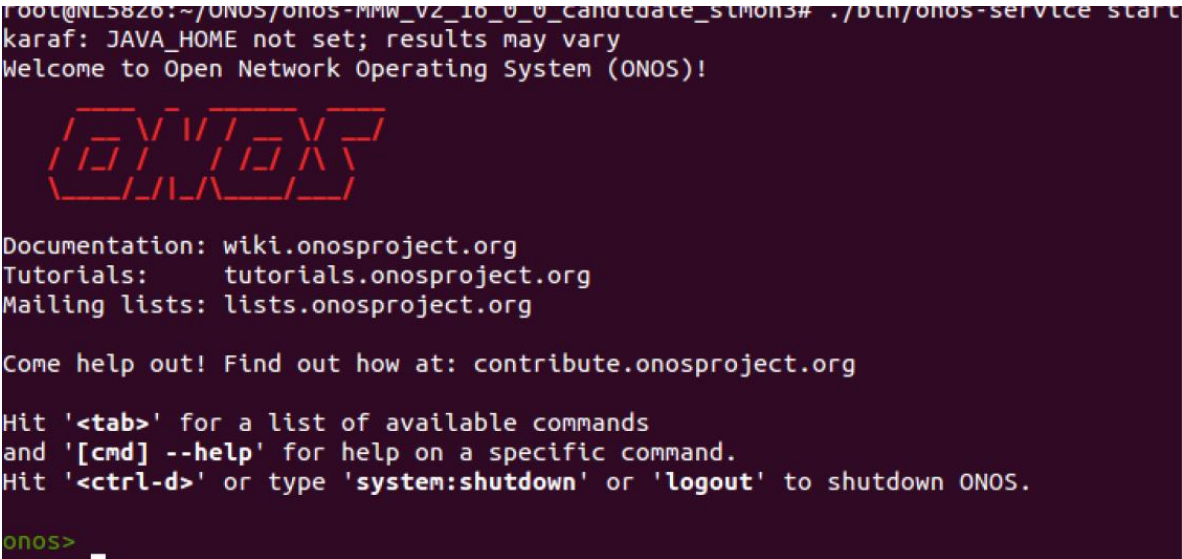 root@NL5826:~/ONOS/onos-MMW_v2_16_0_0_candidate_simon3# ./bin/onos-service start
karaf: JAVA_HOME not set; results may vary
Welcome to Open Network Operating System (ONOS)!
ONOS
Documentation: wiki.onosproject.org
Tutorials: tutorials.onosproject.org
Mailing lists: lists.onosproject.org
Come help out! Find out how at: contribute.onosproject.org
Hit '<tab>' for a list of available commands
and '[cmd] --help' for help on a specific command.
Hit '<ctrl-d>' or type 'system:shutdown' or 'logout' to shutdown ONOS.
onos>